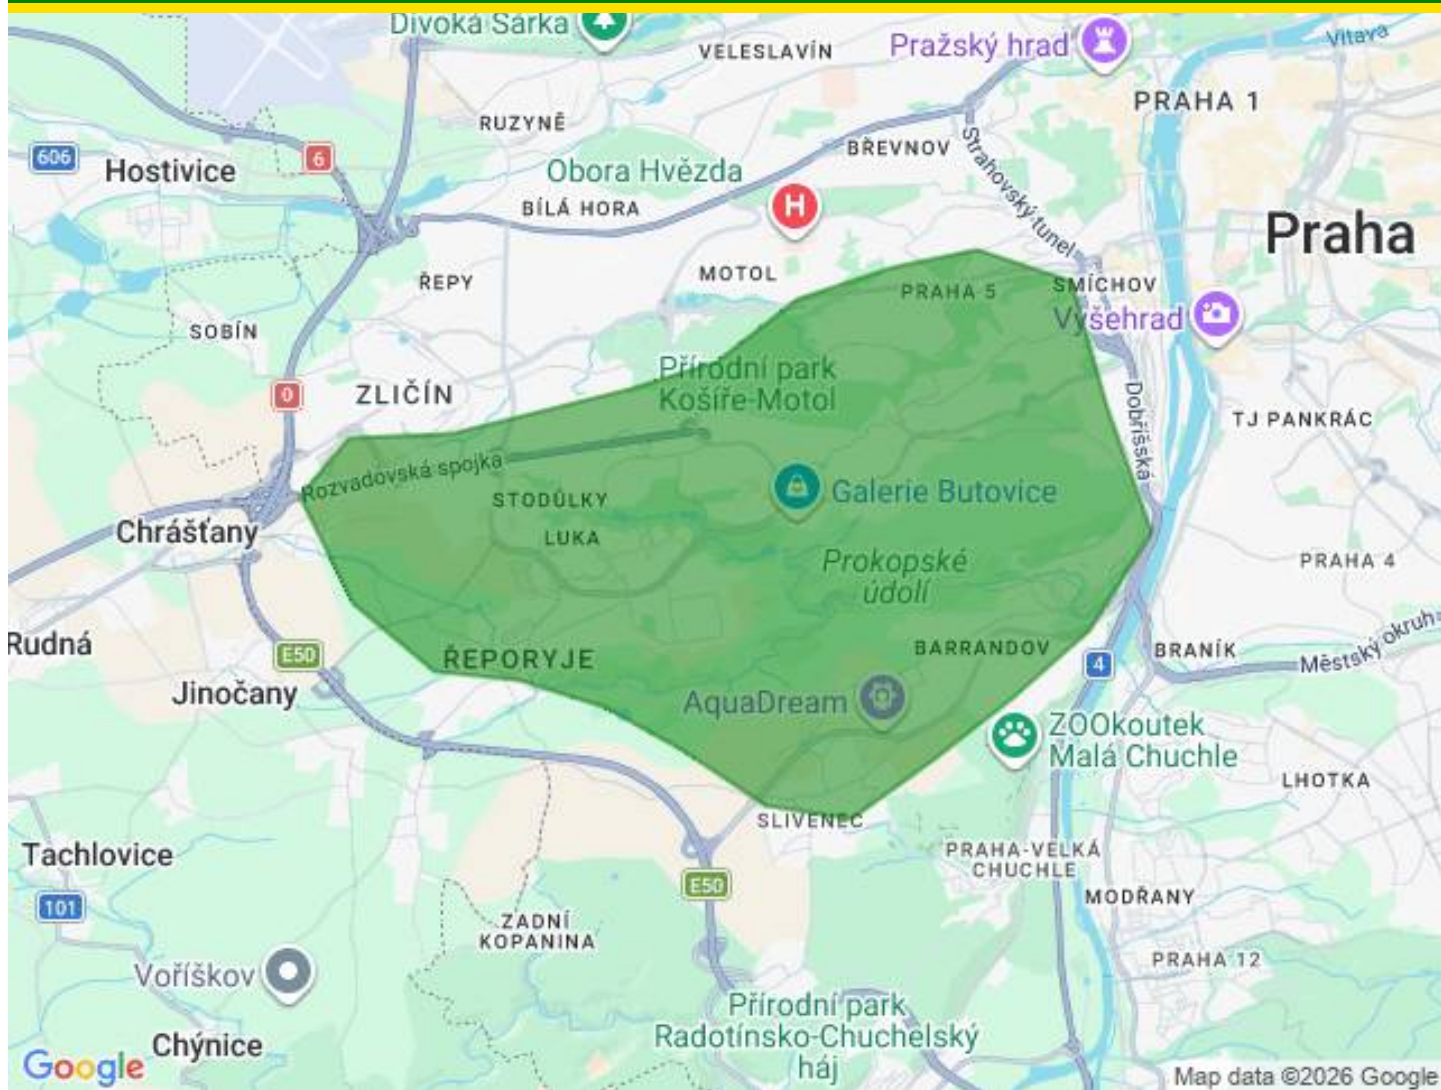 Divoká Šárka
VELESLAVÍN
Pražský hrad
Vltava
PRAHA 1
RUZYNĚ
606
6
Hostivice
Obora Hvězda
BŘEVNOV
Strahovský tunel
H
BÍLÁ HORA
Praha
ŘEPY
MOTOL
PRAHA 5
SMÍCHOV
Vyšehrad
SOBÍN
Přírodní park
Košíře-Motol
0
ZLIČÍN
Dobříšská
TJ PANKRÁC
Rozvadovská spojka
STODŮLKY
Galerie Butovice
Chrášťany
LUKA
Prokopské
údolí
PRAHA 4
Rudná
E50
ŘEPORYJE
BARRANDOV
BRANÍK
Městský okruh
4
Jinočany
AquaDream
ZOOkoutek
Malá Chuchle
LHOTKA
SLIVENEC
Tachlovice
PRAHA-VELKÁ
CHUCHLE
E50
MODŘANY
101
ZADNÍ
KOPANINA
PRAHA 12
Voříškov
Přírodní park
Radotínsko-Chuchelský
háj
Chýnice
Google
Map data ©2026 Google